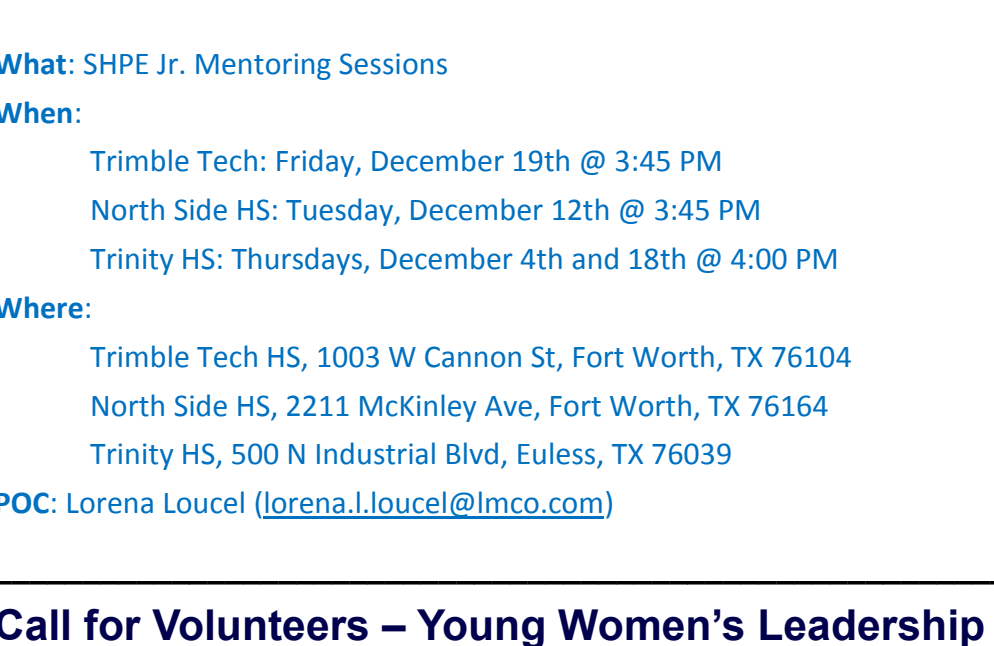 What: SHPE Jr. Mentoring Sessions
When:
Trimble Tech: Friday, December 19th @ 3:45 PM
North Side HS: Tuesday, December 12th @ 3:45 PM
Trinity HS: Thursdays, December 4th and 18th @ 4:00 PM
Where:
Trimble Tech HS, 1003 W Cannon St, Fort Worth, TX 76104
North Side HS, 2211 McKinley Ave, Fort Worth, TX 76164
Trinity HS, 500 N Industrial Blvd, Euless, TX 76039
POC: Lorena Loucel (lorena.l.loucel@lmco.com)
Call for Volunteers – Young Women’s Leadership